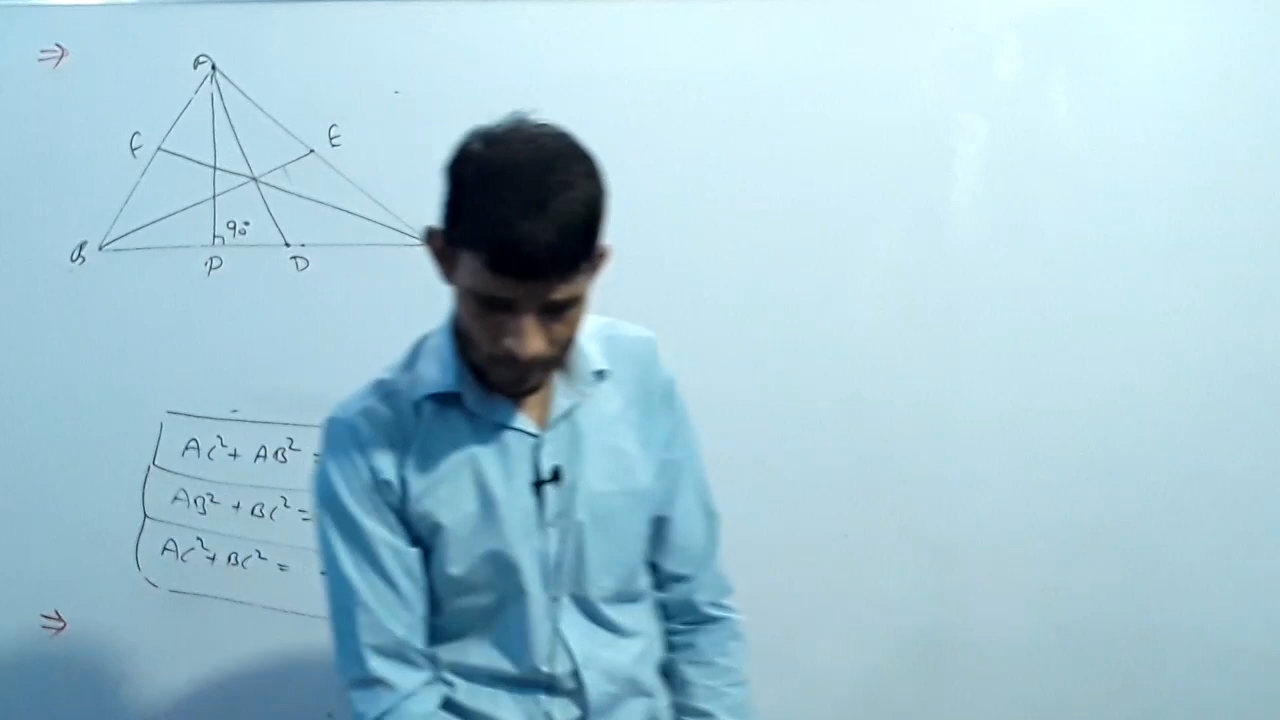 ⇒
A
F
E
B
90°
P
D
AC² + AB² =
AB² + BC² =
AC² + BC² =
⇒